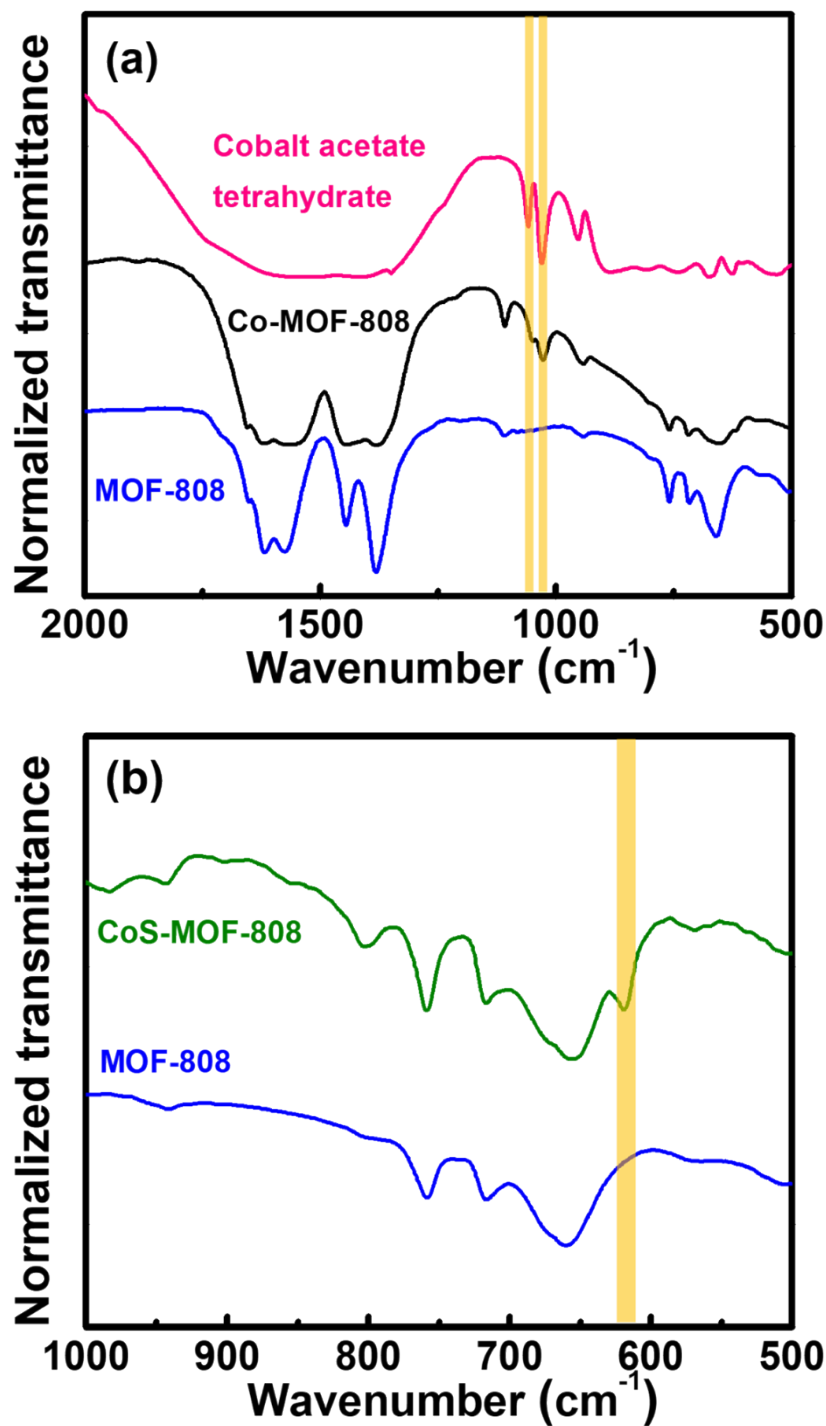 (a)
Normalized transmittance
Cobalt acetate
tetrahydrate
Co-MOF-808
MOF-808
2000 1500 1000 500
Wavenumber (cm⁻¹)
(b)
Normalized transmittance
CoS-MOF-808
MOF-808
1000 900 800 700 600 500
Wavenumber (cm⁻¹)